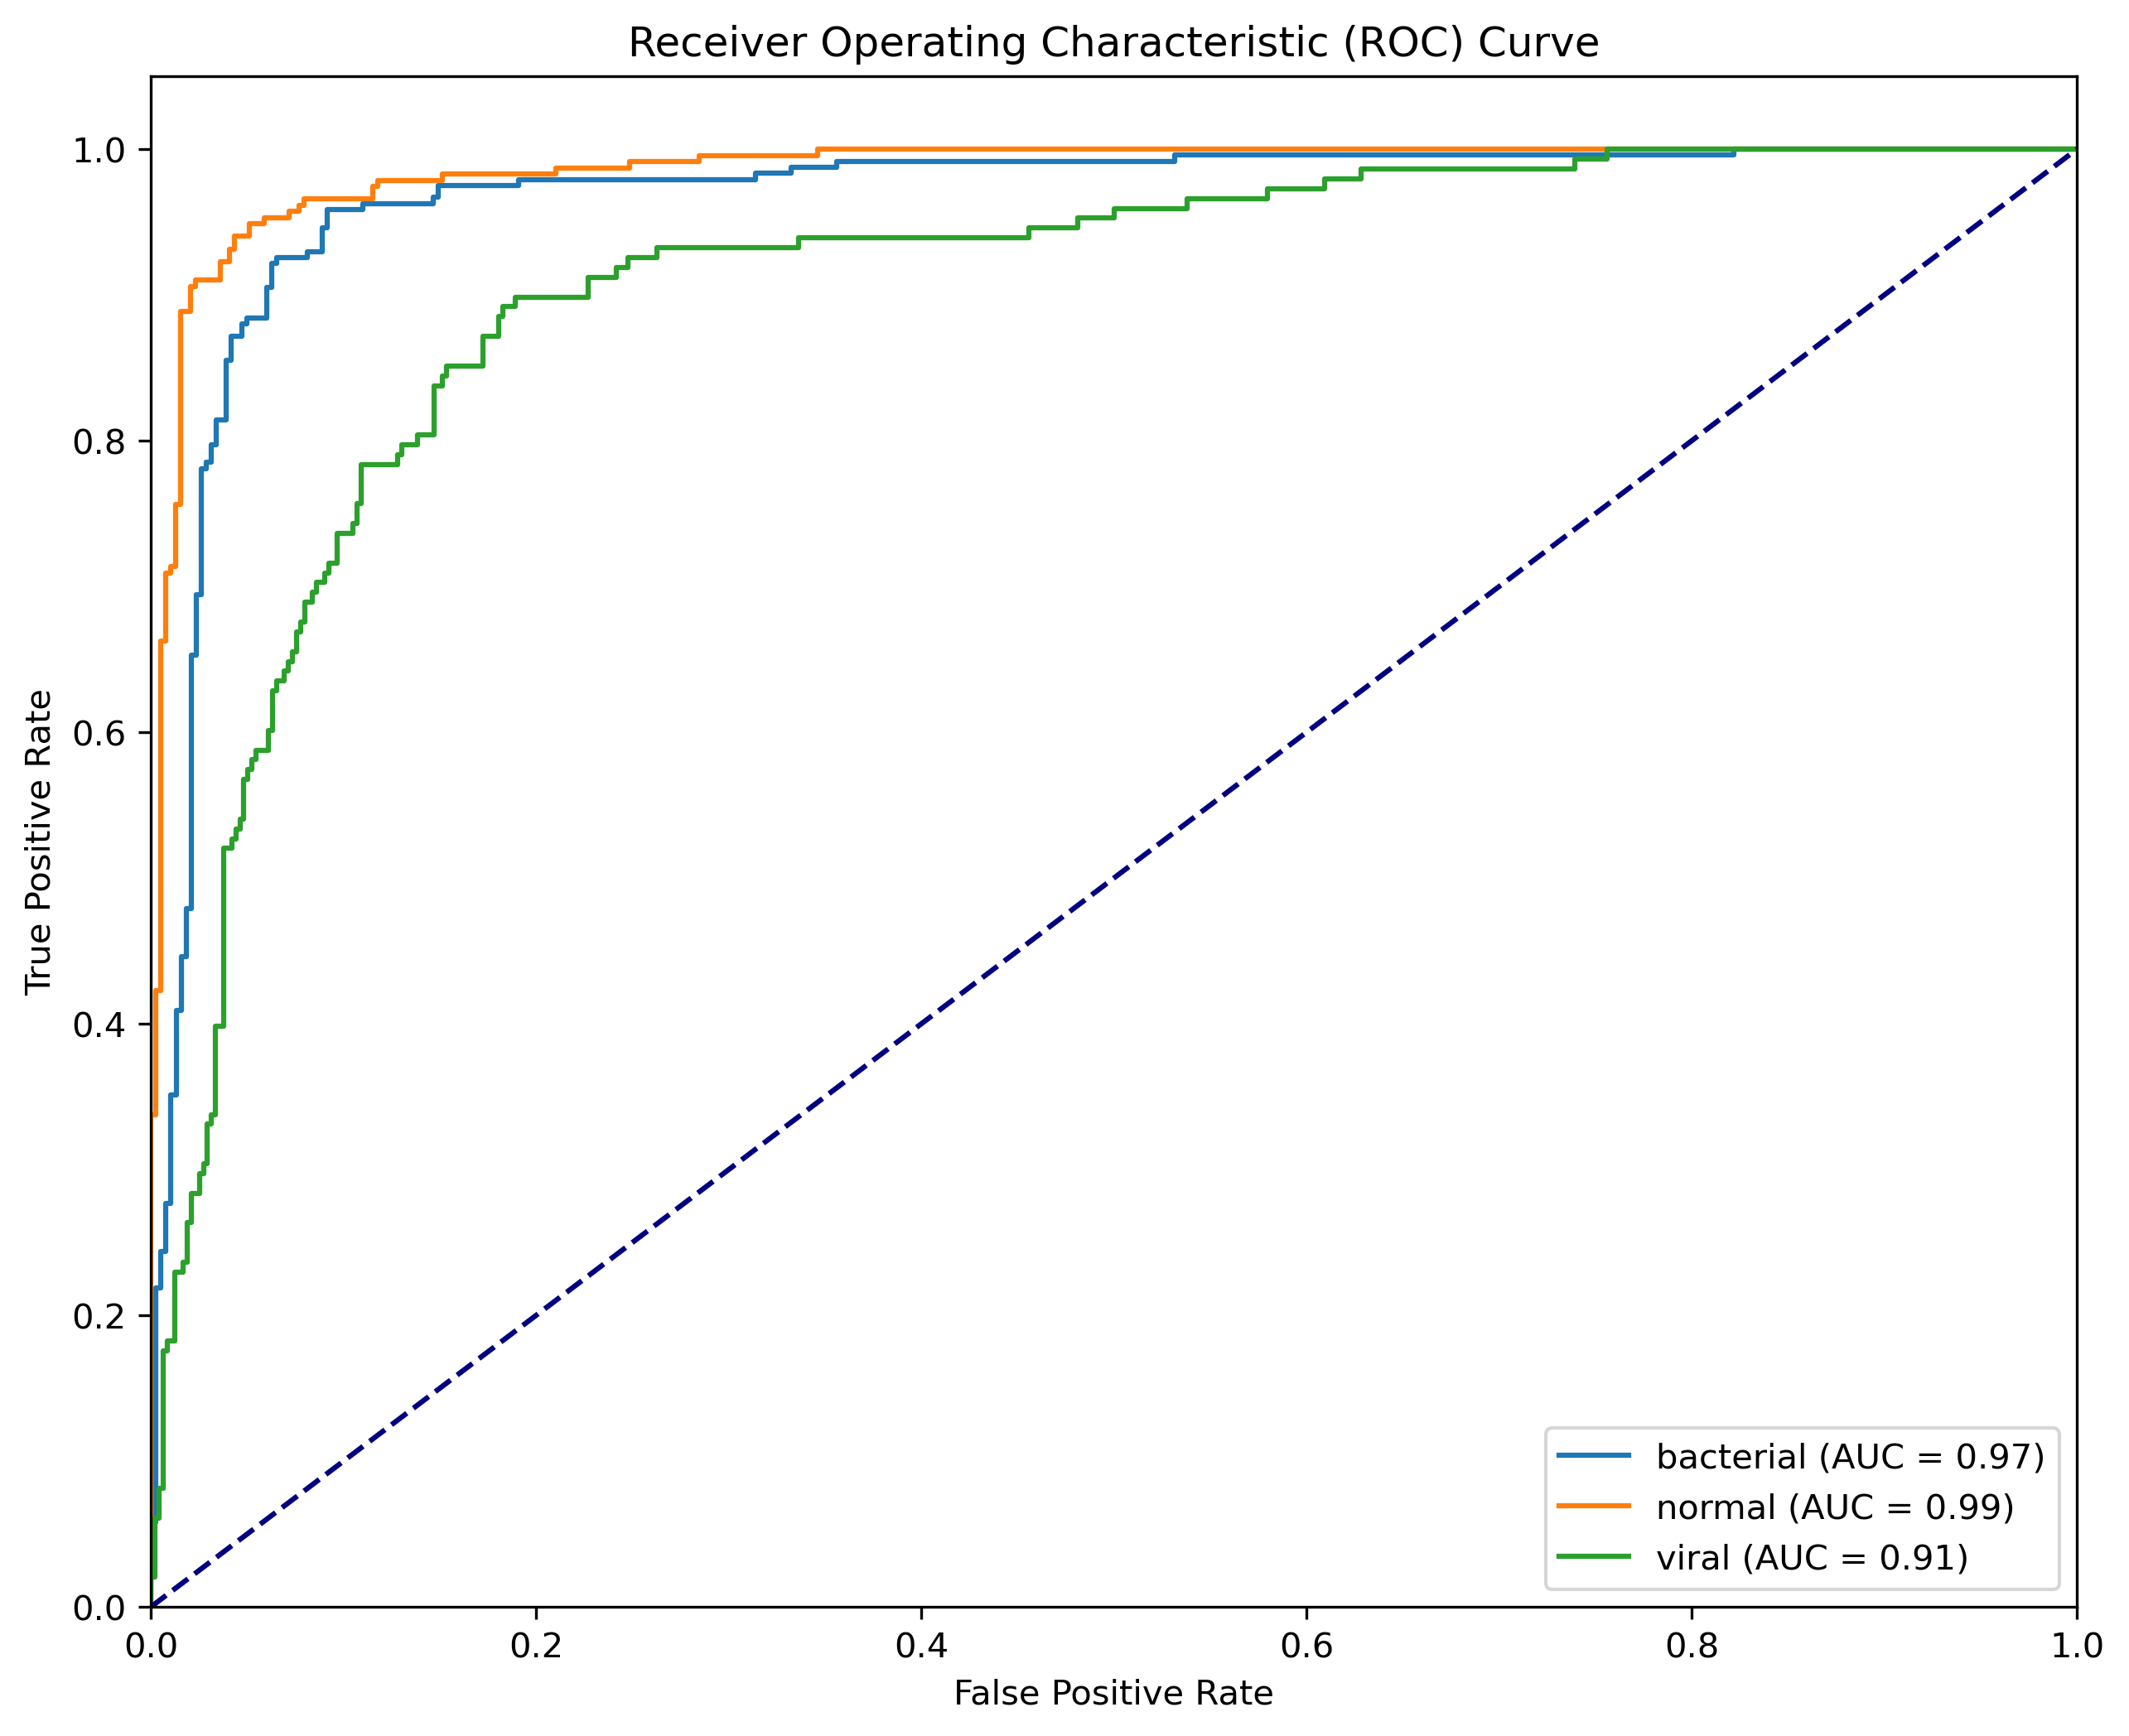 Receiver Operating Characteristic (ROC) Curve
1.0
0.8
0.6
0.4
0.2
0.0
True Positive Rate
0.0 0.2 0.4 0.6 0.8 1.0
False Positive Rate
bacterial (AUC = 0.97)
normal (AUC = 0.99)
viral (AUC = 0.91)